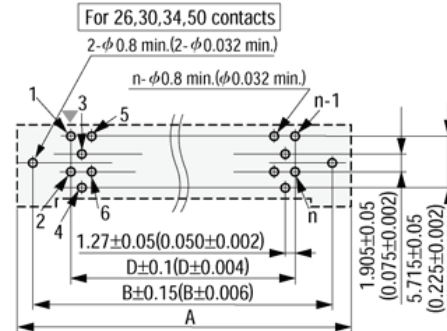 For 26,30,34,50 contacts
2-ϕ0.8 min.(2-ϕ0.032 min.)
n-ϕ0.8 min.(ϕ0.032 min.)
1
3
5
n-1
2
4
6
n
1.27±0.05(0.050±0.002)
D±0.1(D±0.004)
B±0.15(B±0.006)
A
1.905±0.05
(0.075±0.002)
5.715±0.05
(0.225±0.002)